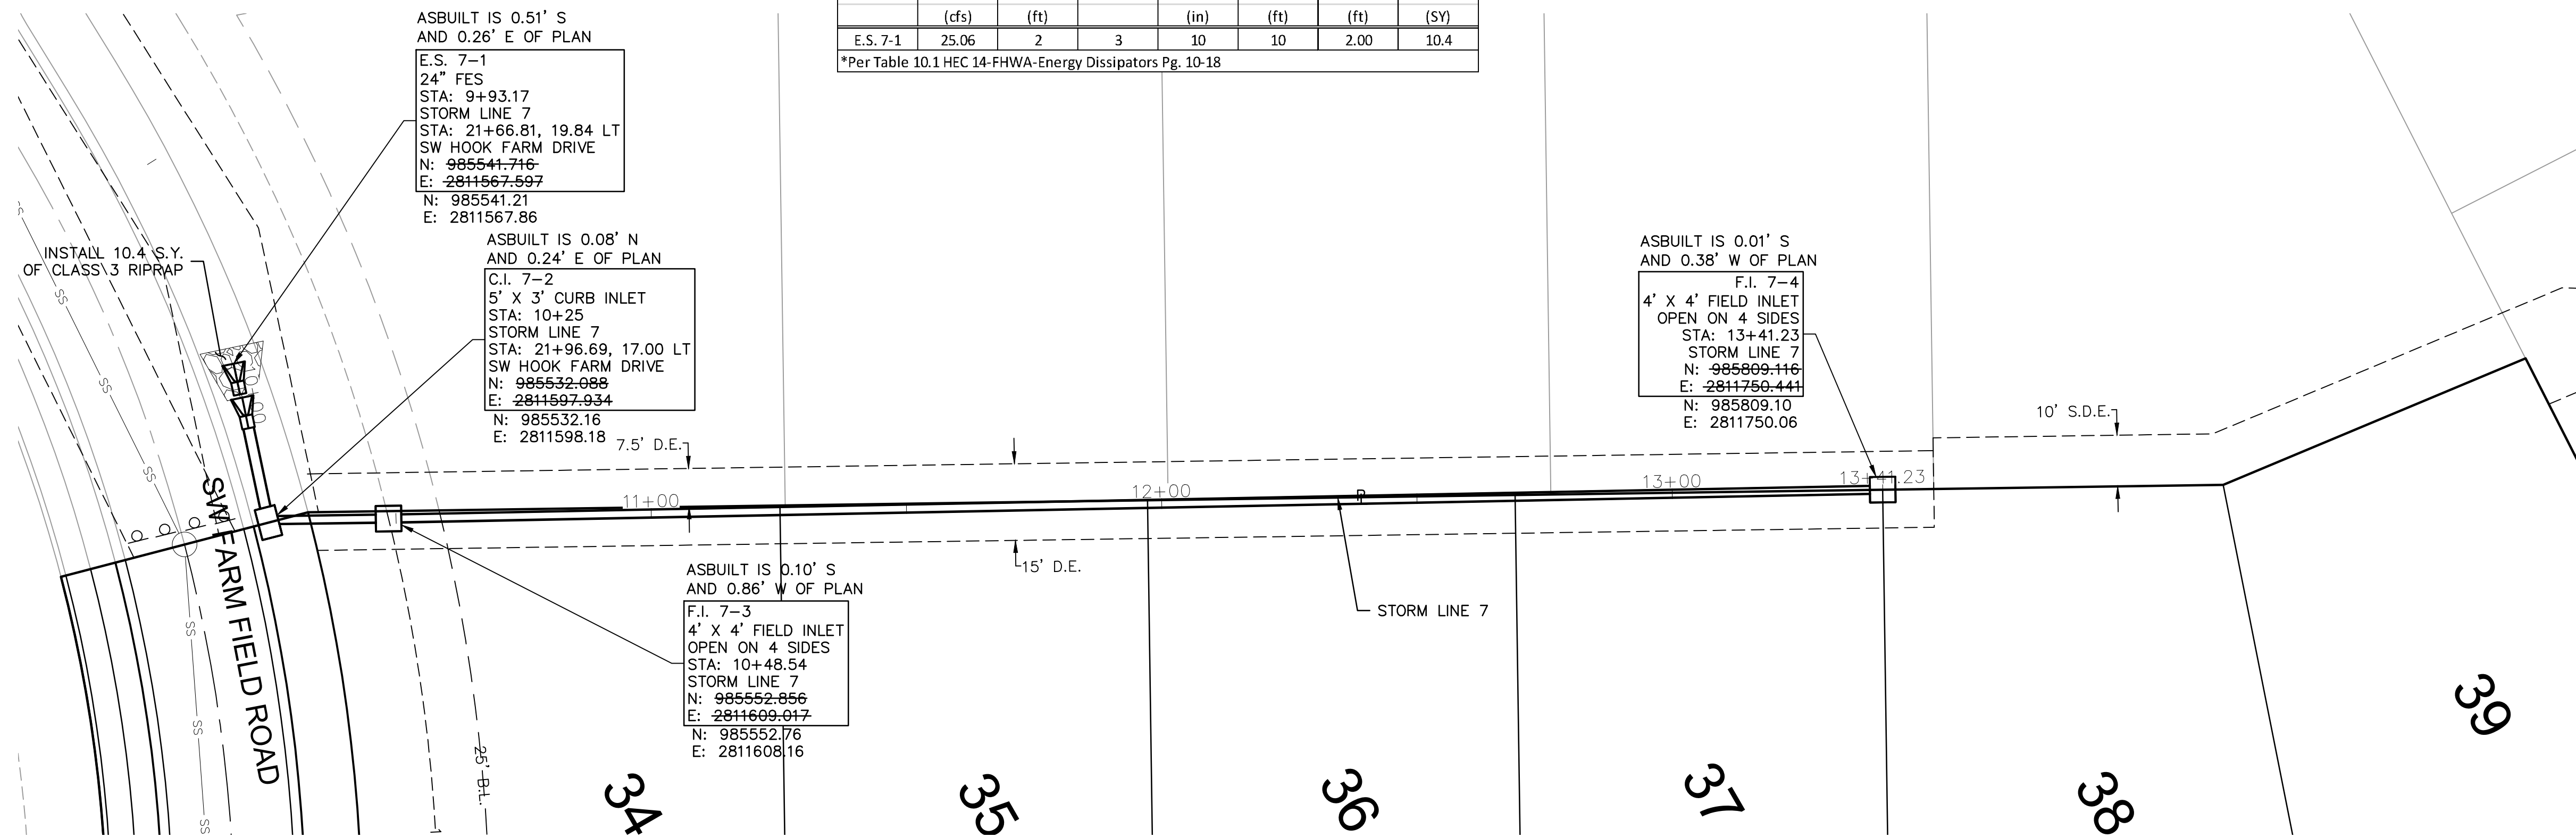 (cfs) (ft) (in) (ft) (ft) (SY)
E.S. 7-1 25.06 2 3 10 10 2.00 10.4
*Per Table 10.1 HEC 14-FHWA-Energy Dissipators Pg. 10-18
ASBUILT IS 0.51' S
AND 0.26' E OF PLAN
E.S. 7-1
24" FES
STA: 9+93.17
STORM LINE 7
STA: 21+66.81, 19.84 LT
SW HOOK FARM DRIVE
N: 985541.716
E: 2811567.597
N: 985541.21
E: 2811567.86
INSTALL 10.4 S.Y.
OF CLASS 3 RIPRAP
ASBUILT IS 0.08' N
AND 0.24' E OF PLAN
C.I. 7-2
5' X 3' CURB INLET
STA: 10+25
STORM LINE 7
STA: 21+96.69, 17.00 LT
SW HOOK FARM DRIVE
N: 985532.088
E: 2811597.934
N: 985532.16
E: 2811598.18
ASBUILT IS 0.01' S
AND 0.38' W OF PLAN
F.I. 7-4
4' X 4' FIELD INLET
OPEN ON 4 SIDES
STA: 13+41.23
STORM LINE 7
N: 985809.116
E: 2811750.441
N: 985809.10
E: 2811750.06
7.5' D.E.
10' S.D.E.
10+00
11+00
12+00
13+00
13+41.23
P
15' D.E.
STORM LINE 7
ASBUILT IS 0.10' S
AND 0.86' W OF PLAN
F.I. 7-3
4' X 4' FIELD INLET
OPEN ON 4 SIDES
STA: 10+48.54
STORM LINE 7
N: 985552.856
E: 2811609.017
N: 985552.76
E: 2811608.16
SW FARM FIELD ROAD
25' B.L.
SS
SS
SS
SS
SS
SS
34
35
36
37
38
39